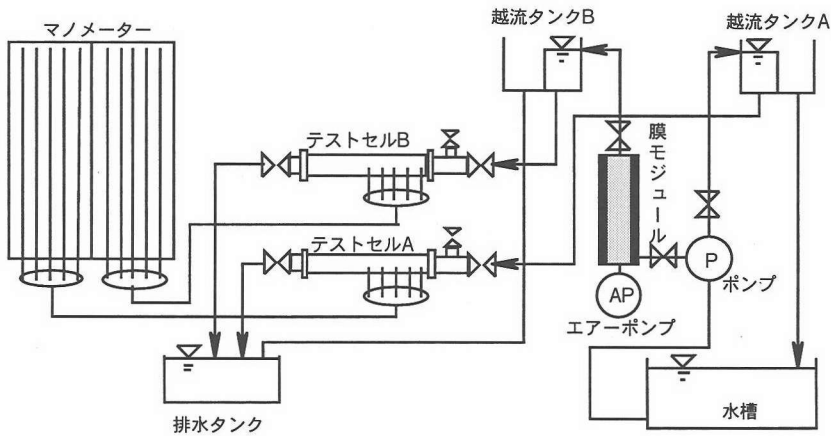 マノメーター
越流タンクB
越流タンクA
テストセルB
膜モジュール
テストセルA
P
ポンプ
AP
エアーポンプ
排水タンク
水槽